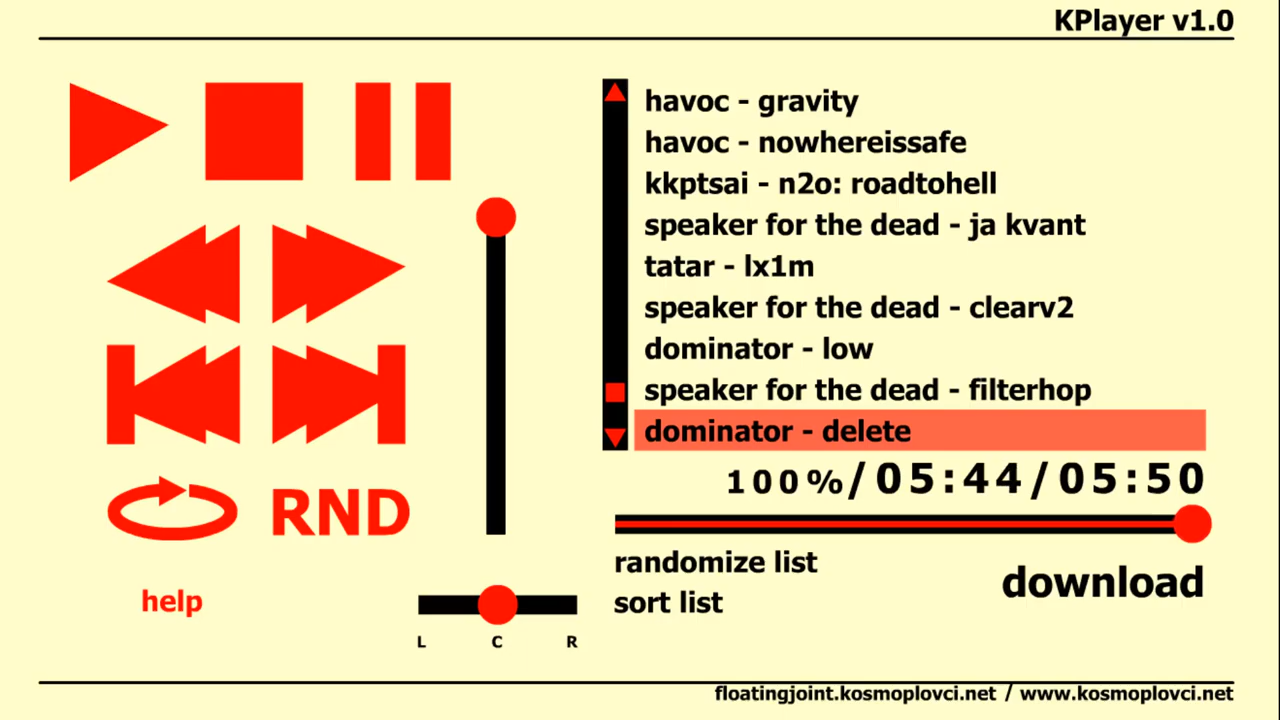 KPlayer v1.0
havoc - gravity
havoc - nowhereissafe
kkptsai - n2o: roadtohell
speaker for the dead - ja kvant
tatar - lx1m
speaker for the dead - clearv2
dominator - low
speaker for the dead - filterhop
dominator - delete
100%/05:44/05:50
RND
randomize list
download
help
sort list
L C R
floatingjoint.kosmoplovci.net / www.kosmoplovci.net